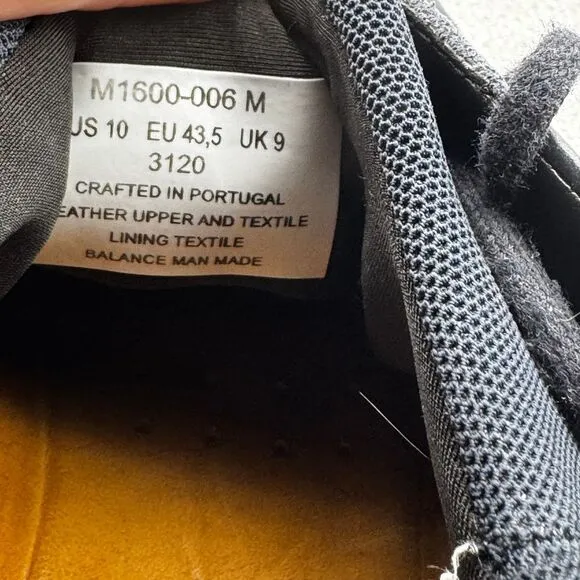 M1600-006 M
US 10 EU 43,5 UK 9
3120
CRAFTED IN PORTUGAL
EATHER UPPER AND TEXTILE
LINING TEXTILE
BALANCE MAN MADE